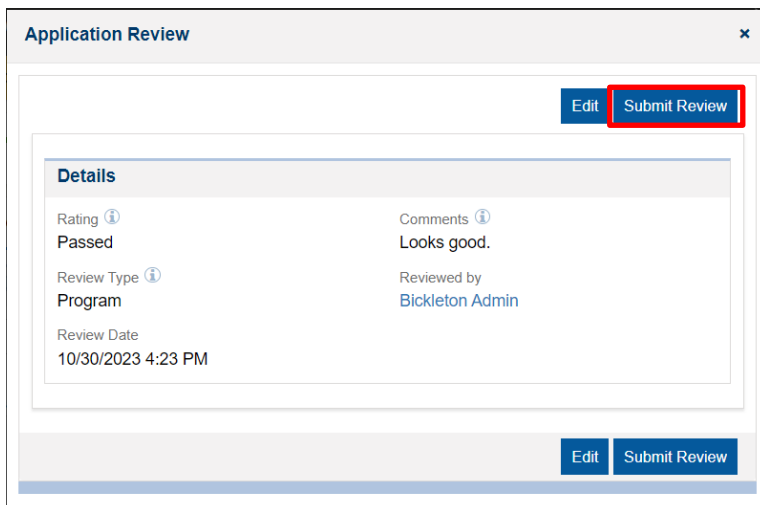 Application Review ×
Edit Submit Review
Details
Rating Comments
Passed Looks good.
Review Type Reviewed by
Program Bickleton Admin
Review Date
10/30/2023 4:23 PM
Edit Submit Review